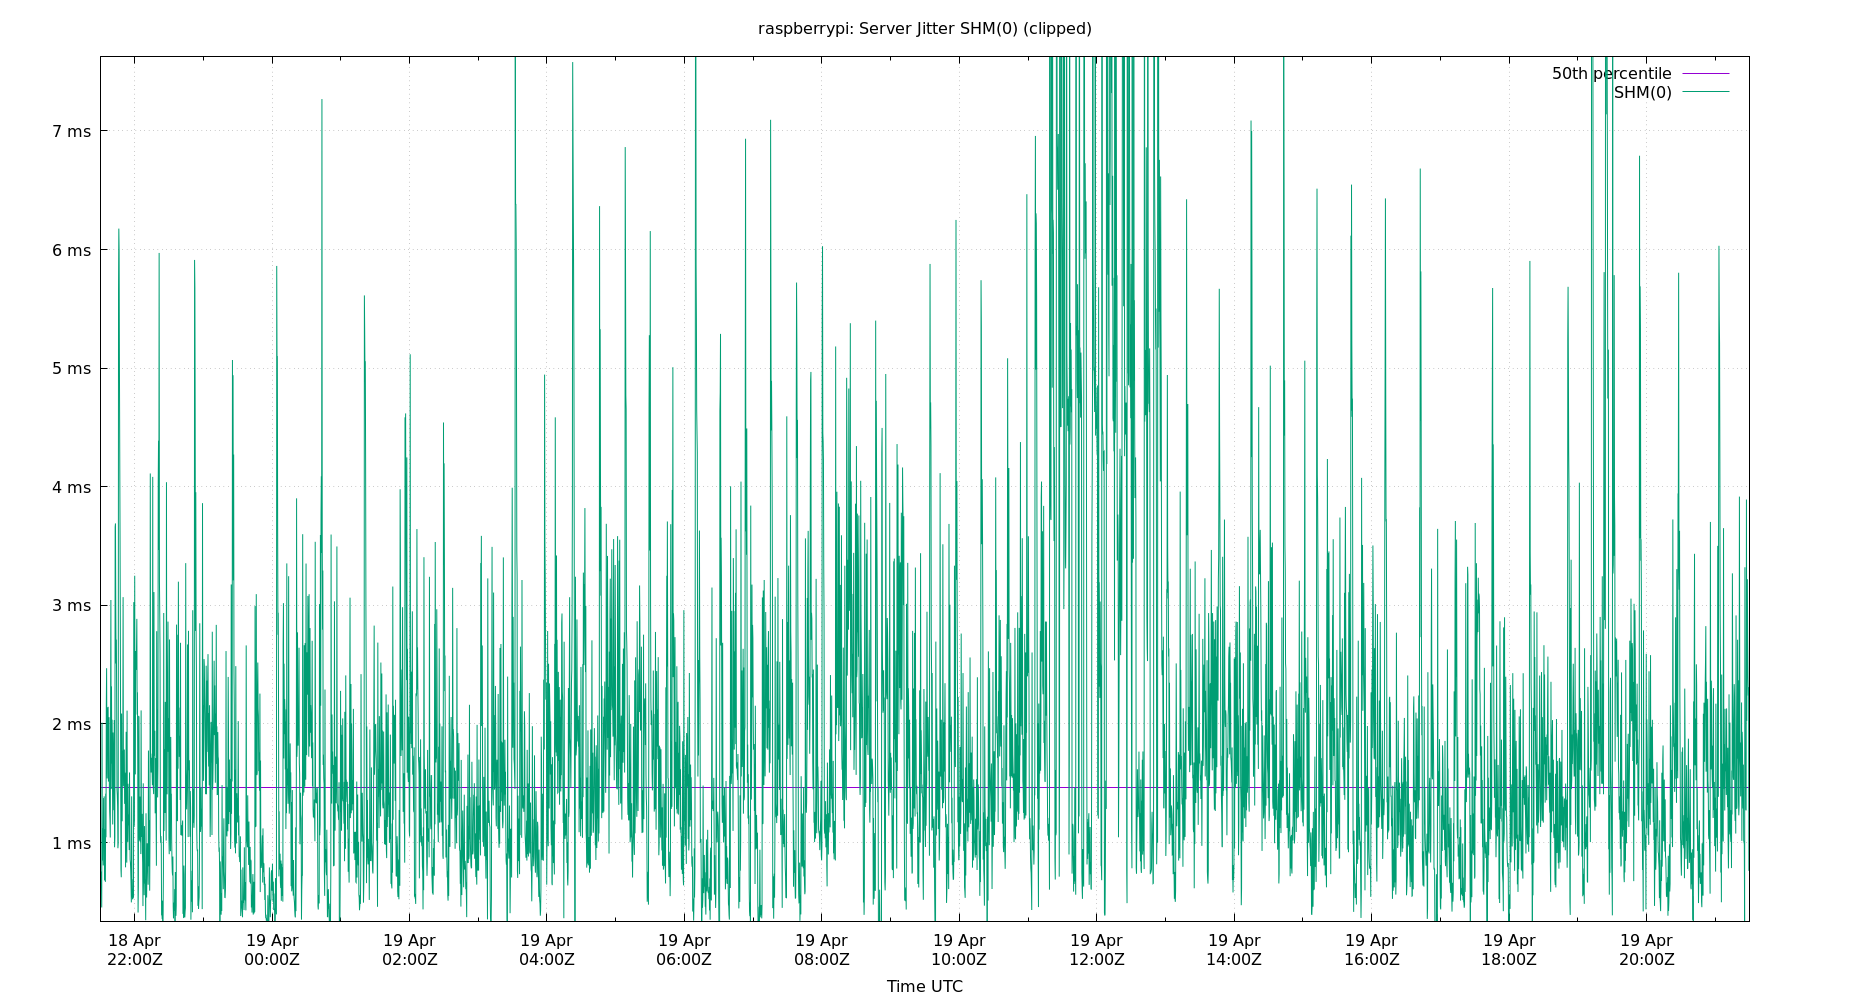 raspberrypi: Server Jitter SHM(0) (clipped)
50th percentile
SHM(0)
7 ms
6 ms
5 ms
4 ms
3 ms
2 ms
1 ms
18 Apr 19 Apr 19 Apr 19 Apr 19 Apr 19 Apr 19 Apr 19 Apr 19 Apr 19 Apr 19 Apr 19 Apr
22:00Z 00:00Z 02:00Z 04:00Z 06:00Z 08:00Z 10:00Z 12:00Z 14:00Z 16:00Z 18:00Z 20:00Z
Time UTC